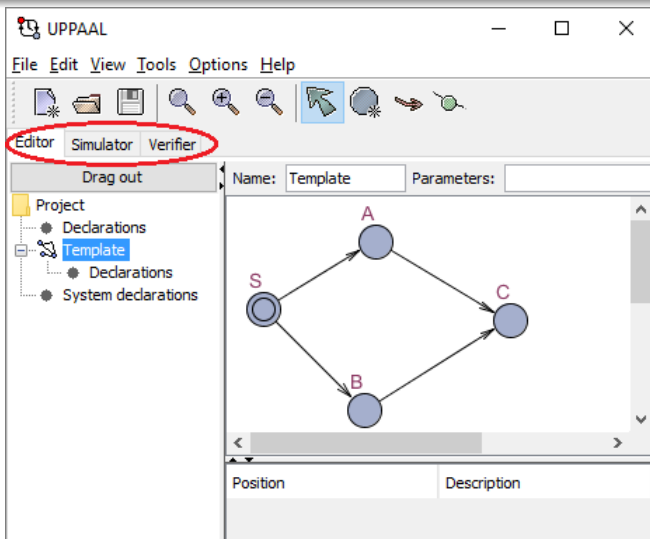 UPPAAL
File Edit View Tools Options Help
Editor Simulator Verifier
Drag out
Name: Template Parameters:
Project
Declarations
Template
Declarations
System declarations
A
S
C
B
Position Description